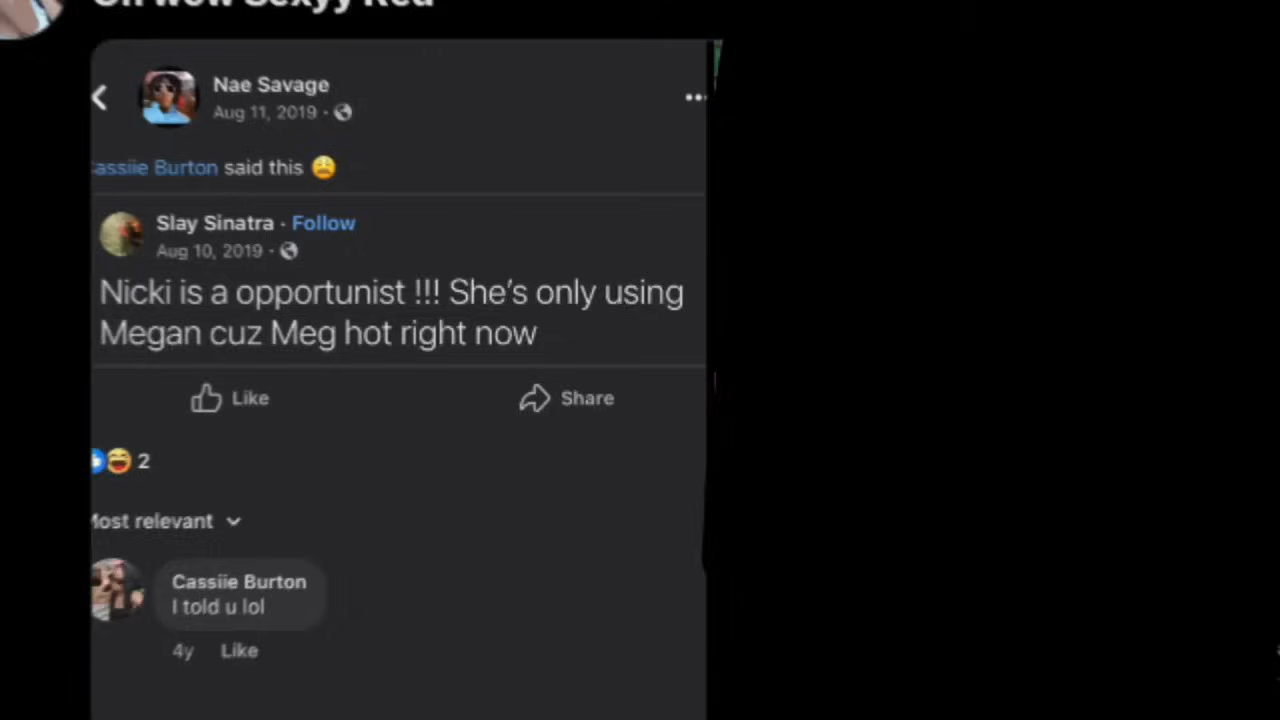 Oh wow Sexyy Red
Nae Savage
Aug 11, 2019 ·
assiie Burton said this
Slay Sinatra · Follow
Aug 10, 2019 ·
Nicki is a opportunist !!! She's only using
Megan cuz Meg hot right now
Like Share
2
Most relevant
Cassiie Burton
I told u lol
4y Like